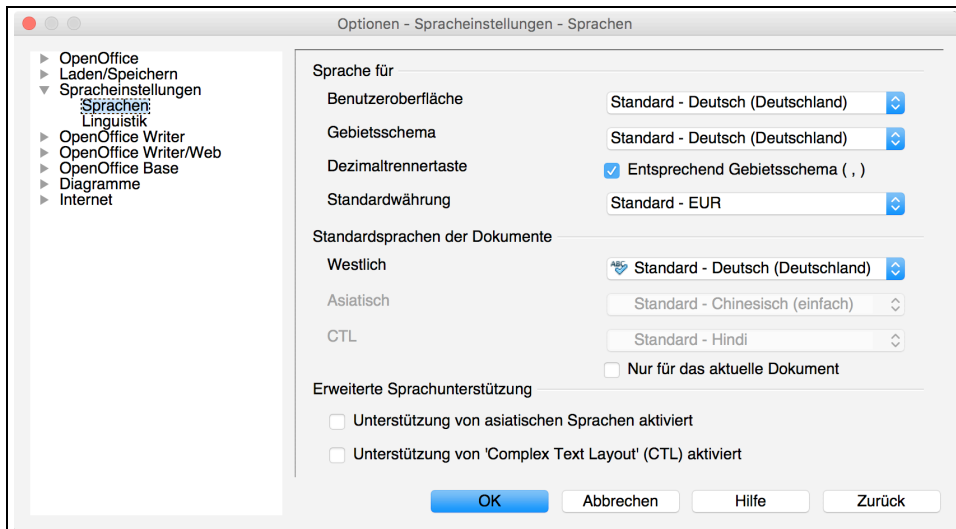 Optionen - Spracheinstellungen - Sprachen
OpenOffice
Laden/Speichern
Spracheinstellungen
Sprachen
Linguistik
OpenOffice Writer
OpenOffice Writer/Web
OpenOffice Base
Diagramme
Internet
Sprache für
Benutzeroberfläche Standard - Deutsch (Deutschland)
Gebietsschema Standard - Deutsch (Deutschland)
Dezimaltrennertaste Entsprechend Gebietsschema ( , )
Standardwährung Standard - EUR
Standardsprachen der Dokumente
Westlich ABC Standard - Deutsch (Deutschland)
Asiatisch Standard - Chinesisch (einfach)
CTL Standard - Hindi
Nur für das aktuelle Dokument
Erweiterte Sprachunterstützung
Unterstützung von asiatischen Sprachen aktiviert
Unterstützung von 'Complex Text Layout' (CTL) aktiviert
OK Abbrechen Hilfe Zurück